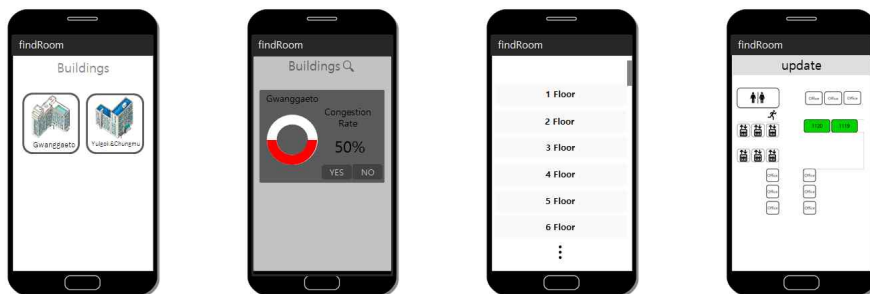 findRoom
Buildings
Gwanggaeto
Yulgok&Chungmu
findRoom
Buildings
Gwanggaeto
Congestion
Rate
50%
YES NO
findRoom
1 Floor
2 Floor
3 Floor
4 Floor
5 Floor
6 Floor
findRoom
update
Office Office Office
Office Office
Office Office
Office Office